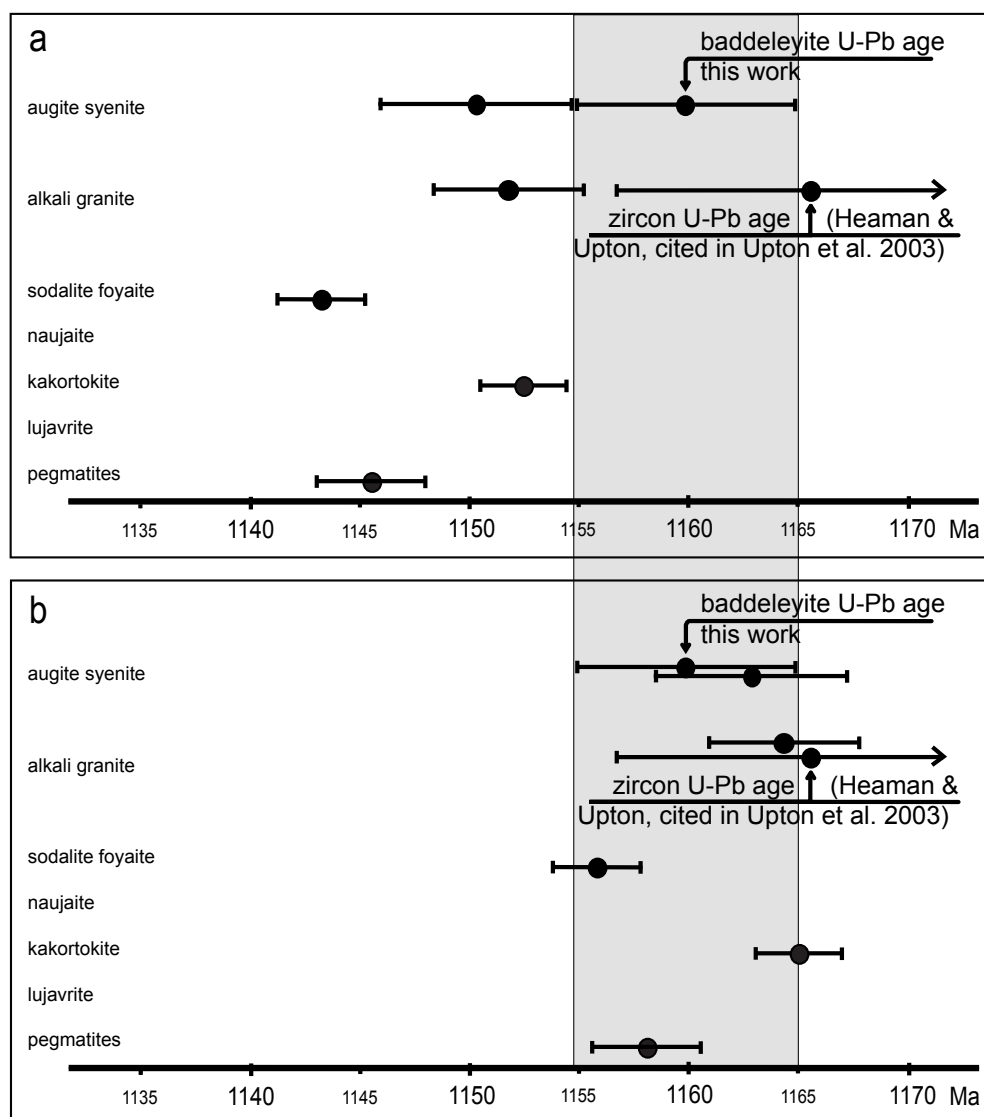 a
baddeleyite U-Pb age
this work
augite syenite
alkali granite
zircon U-Pb age (Heaman &
Upton, cited in Upton et al. 2003)
sodalite foyaite
naujaite
kakortokite
lujavrite
pegmatites
1135 1140 1145 1150 1155 1160 1165 1170 Ma
b
baddeleyite U-Pb age
this work
augite syenite
alkali granite
zircon U-Pb age (Heaman &
Upton, cited in Upton et al. 2003)
sodalite foyaite
naujaite
kakortokite
lujavrite
pegmatites
1135 1140 1145 1150 1155 1160 1165 1170 Ma